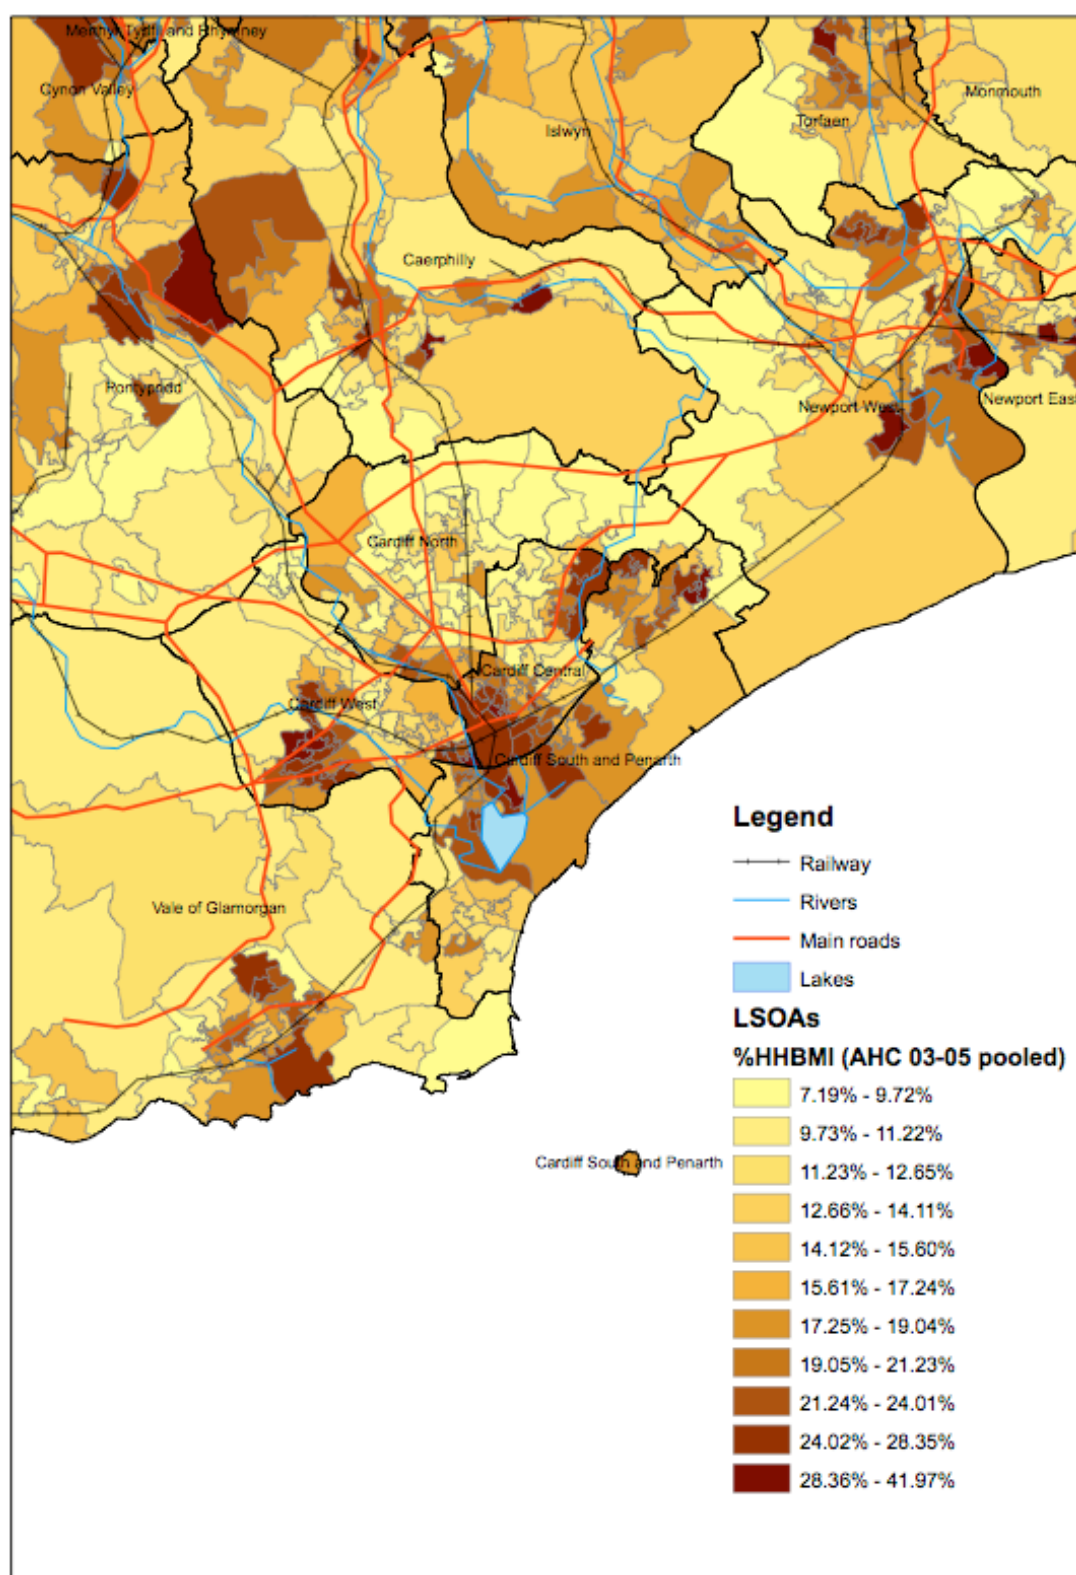 Merthyr Tydfil and Rhymney
Cynon Valley
Monmouth
Torfaen
Islwyn
Caerphilly
Pontypridd
Newport West
Newport East
Cardiff North
Cardiff Central
Cardiff West
Cardiff South and Penarth
Vale of Glamorgan
Cardiff South and Penarth
Legend
Railway
Rivers
Main roads
Lakes
LSOAs
%HHBMI (AHC 03-05 pooled)
7.19% - 9.72%
9.73% - 11.22%
11.23% - 12.65%
12.66% - 14.11%
14.12% - 15.60%
15.61% - 17.24%
17.25% - 19.04%
19.05% - 21.23%
21.24% - 24.01%
24.02% - 28.35%
28.36% - 41.97%